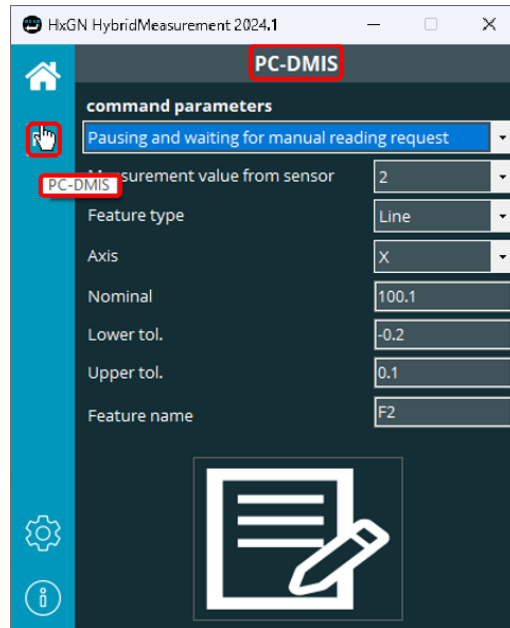 HxGN HybridMeasurement 2024.1
PC-DMIS
command parameters
Pausing and waiting for manual reading request
surement value from sensor 2
PC-DMIS
Feature type Line
Axis X
Nominal 100.1
Lower tol. -0.2
Upper tol. 0.1
Feature name F2